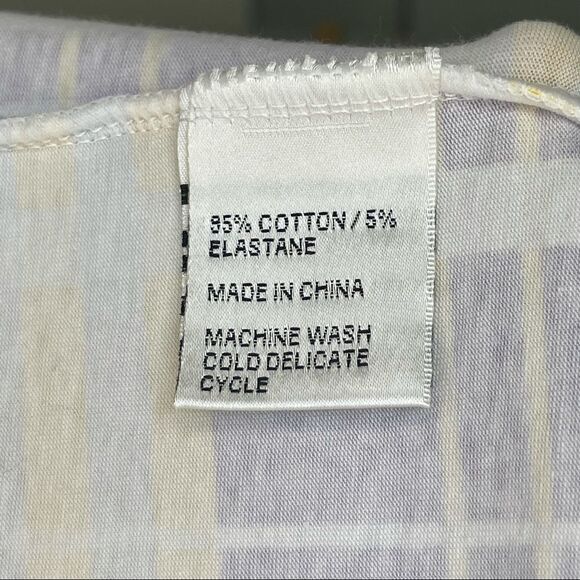 95% COTTON / 5%
ELASTANE
MADE IN CHINA
MACHINE WASH
COLD DELICATE
CYCLE